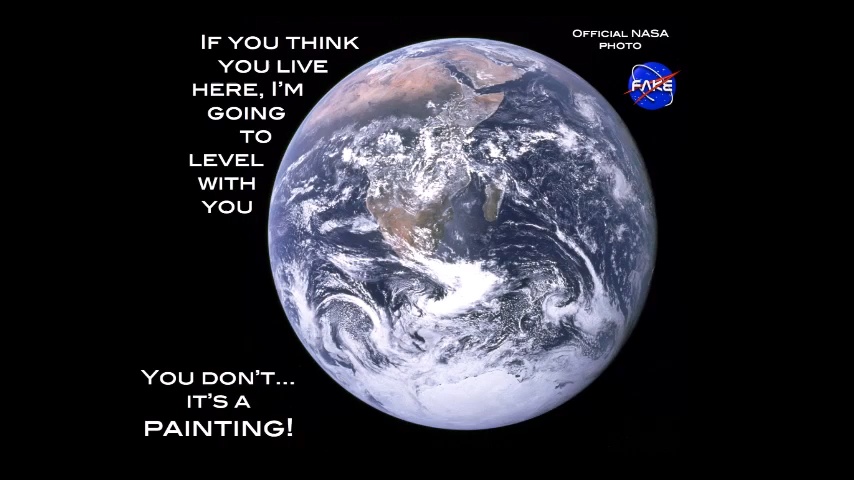 If you think
you live
here, I'm
going
to
level
with
you
Official NASA
photo
FAKE
You don't...
it's a
painting!